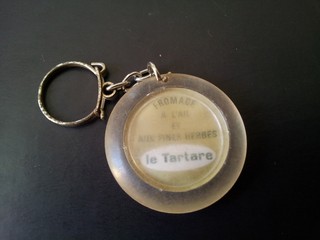 FROMAGE
A L'AIL
ET
AUX FINES HERBES
le Tartare